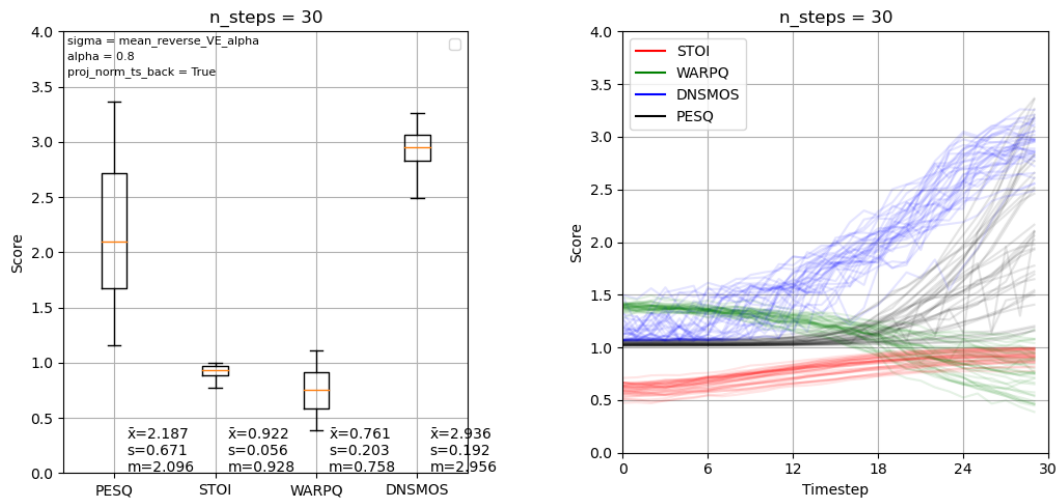 n_steps = 30
4.0
3.5
3.0
2.5
2.0
1.5
1.0
0.5
0.0
Score
sigma = mean_reverse_VE_alpha
alpha = 0.8
proj_norm_ts_back = True
x̄=2.187
s=0.671
m=2.096
x̄=0.922
s=0.056
m=0.928
x̄=0.761
s=0.203
m=0.758
x̄=2.936
s=0.192
m=2.956
PESQ
STOI
WARPQ
DNSMOS
n_steps = 30
4.0
3.5
3.0
2.5
2.0
1.5
1.0
0.5
0.0
Score
STOI
WARPQ
DNSMOS
PESQ
0
6
12
18
24
30
Timestep